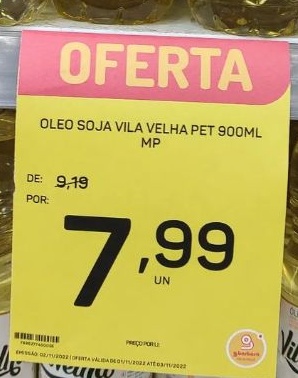 OFERTA
OLEO SOJA VILA VELHA PET 900ML
MP
DE: 9,19
POR:
7,99
UN
PREÇO P/LI:
EMISSÃO: 02/11/2022 | OFERTA VÁLIDA DE 01/11/2022 ATÉ 03/11/2022